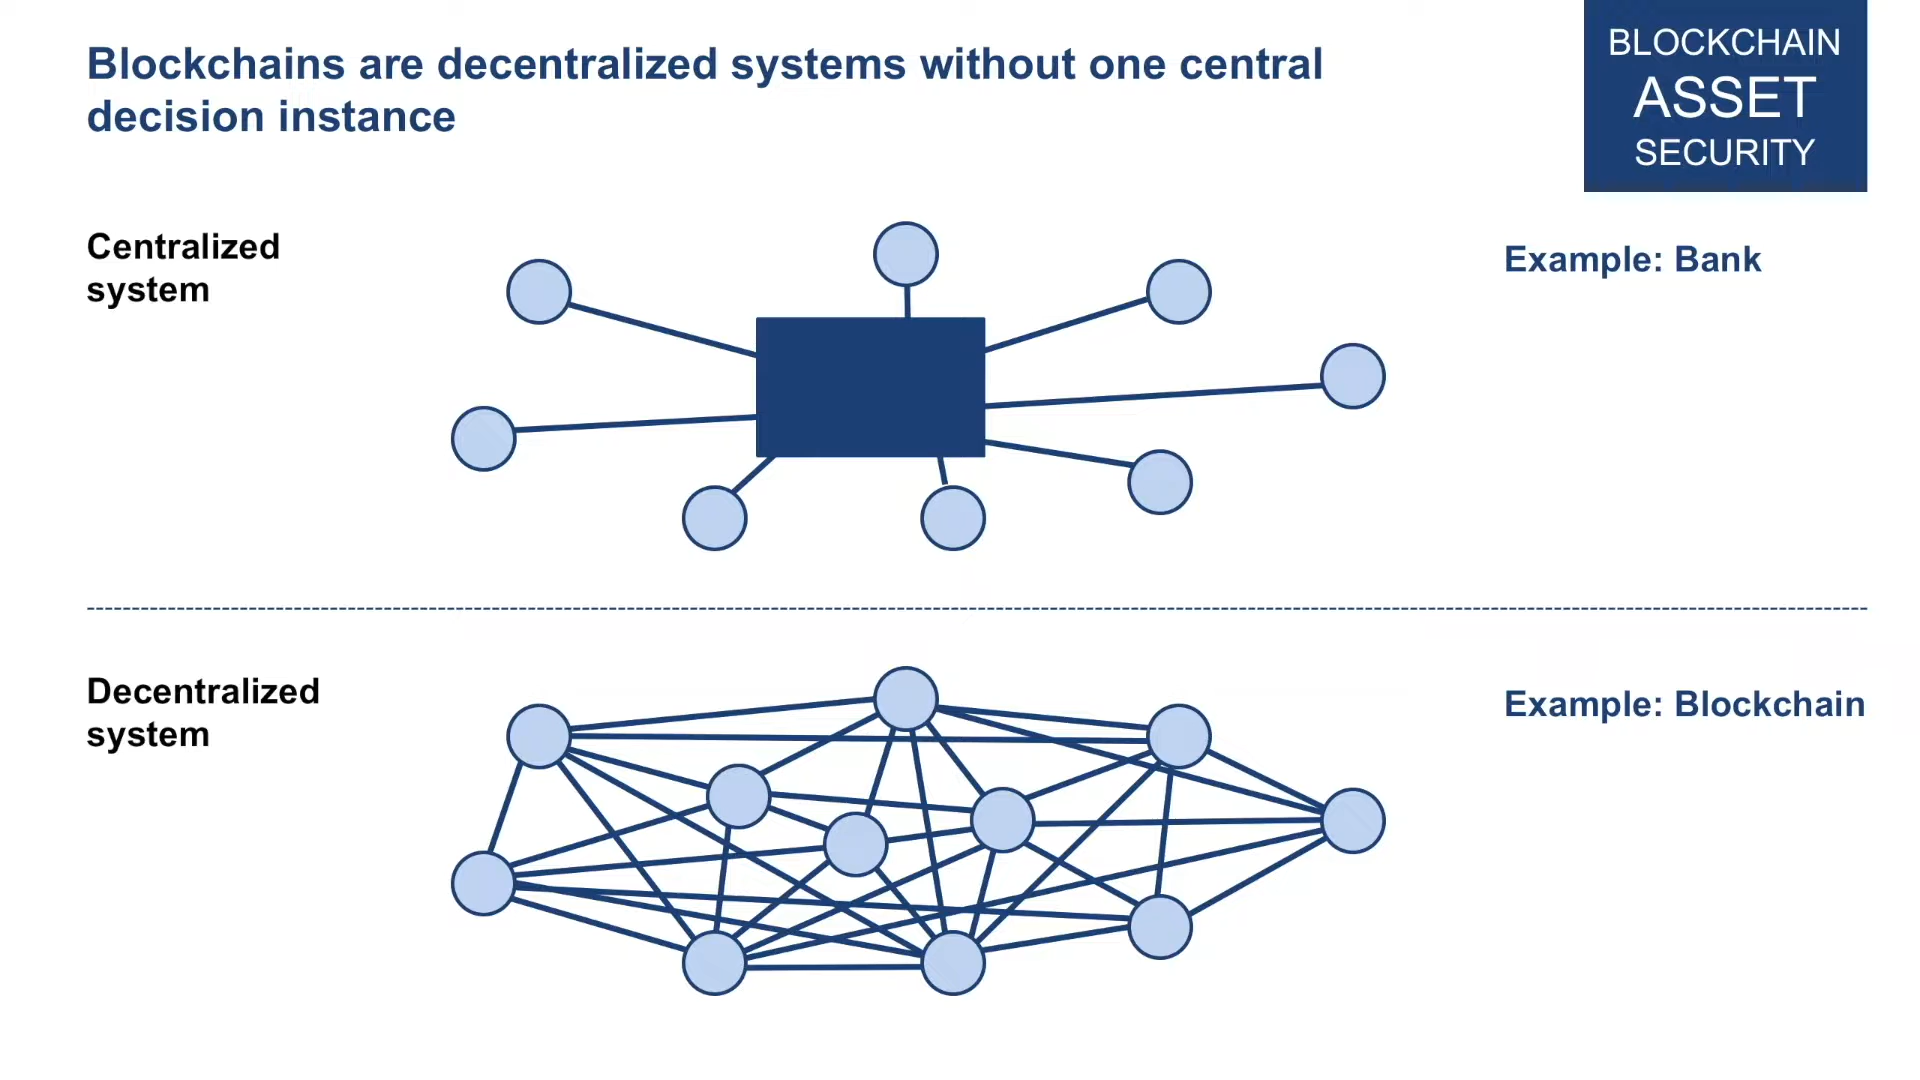 Blockchains are decentralized systems without one central
decision instance
BLOCKCHAIN
ASSET
SECURITY
Centralized
system
Example: Bank
Decentralized
system
Example: Blockchain